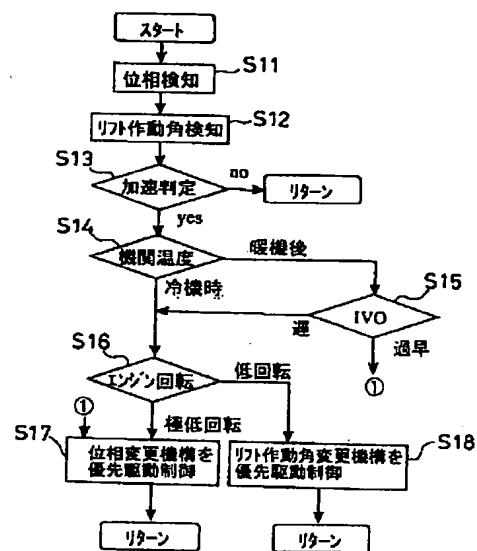 スタート
S11
位相検知
S12
リフト作動角検知
S13
加速判定
no
リターン
yes
S14
機関温度
暖機後
冷機時
S15
IVO
遅
過早
①
S16
エンジン回転
低回転
①
極低回転
S17
位相変更機構を
優先駆動制御
リフト作動角変更機構を
優先駆動制御
S18
リターン
リターン